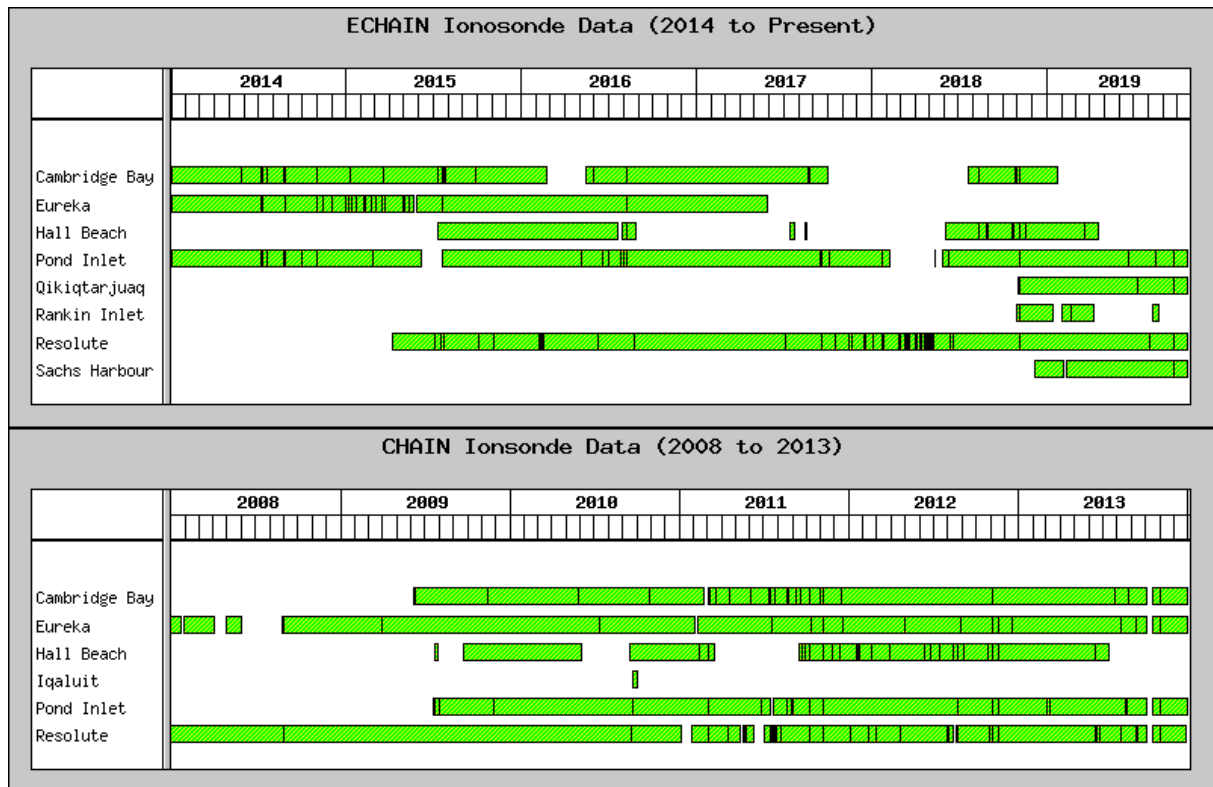 ECHAIN Ionosonde Data (2014 to Present)
2014 2015 2016 2017 2018 2019
Cambridge Bay
Eureka
Hall Beach
Pond Inlet
Qikiqtarjuaq
Rankin Inlet
Resolute
Sachs Harbour
CHAIN Ionsonde Data (2008 to 2013)
2008 2009 2010 2011 2012 2013
Cambridge Bay
Eureka
Hall Beach
Iqaluit
Pond Inlet
Resolute